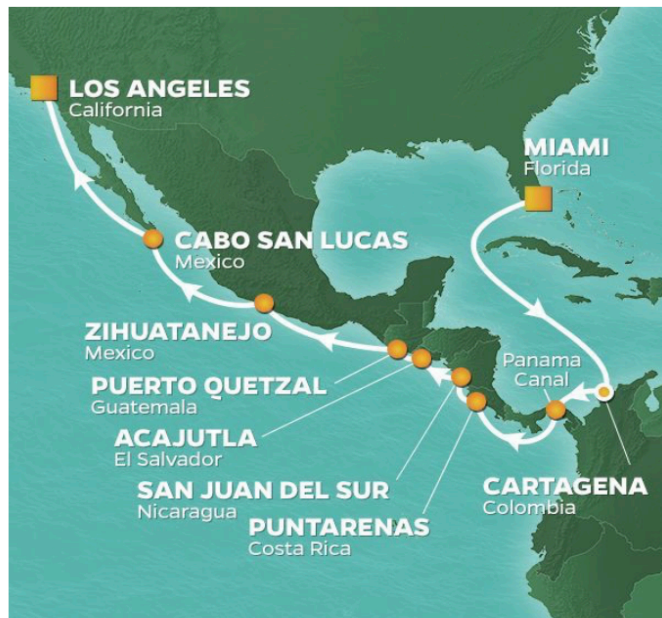 LOS ANGELES
California
MIAMI
Florida
CABO SAN LUCAS
Mexico
ZIHUATANEJO
Mexico
Panama
Canal
PUERTO QUETZAL
Guatemala
ACAJUTLA
El Salvador
SAN JUAN DEL SUR
Nicaragua
CARTAGENA
Colombia
PUNTARENAS
Costa Rica